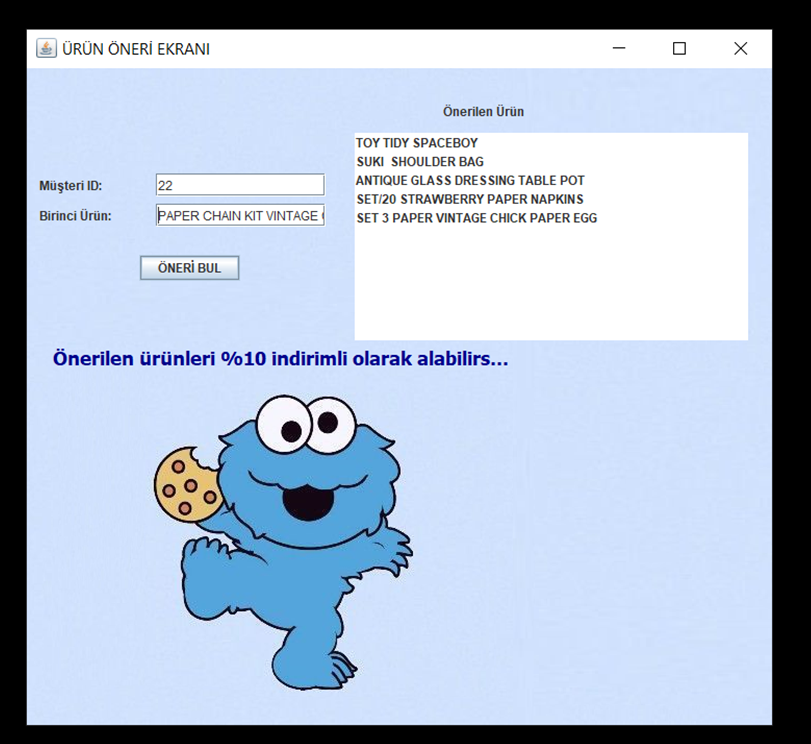 ÜRÜN ÖNERİ EKRANI
Önerilen Ürün
TOY TIDY SPACEBOY
SUKI SHOULDER BAG
ANTIQUE GLASS DRESSING TABLE POT
SET/20 STRAWBERRY PAPER NAPKINS
SET 3 PAPER VINTAGE CHICK PAPER EGG
Müşteri ID:
22
Birinci Ürün:
PAPER CHAIN KIT VINTAGE
ÖNERİ BUL
Önerilen ürünleri %10 indirimli olarak alabilirs...